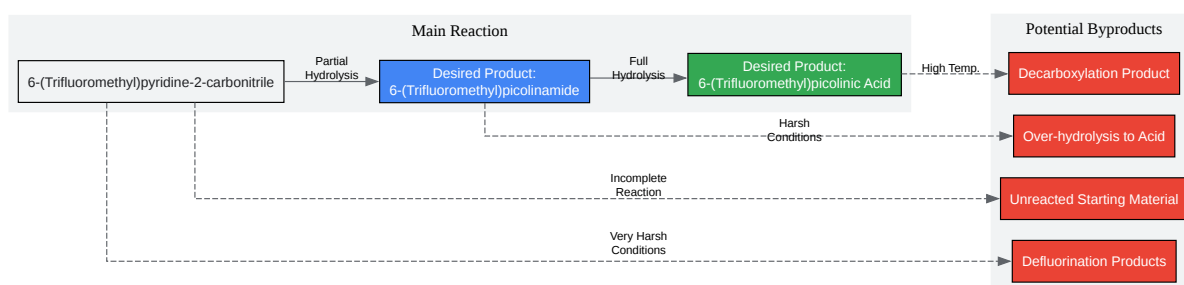 Main Reaction
Potential Byproducts
Partial
Hydrolysis
Full
Hydrolysis
High Temp.
6-(Trifluoromethyl)pyridine-2-carbonitrile
Desired Product:
6-(Trifluoromethyl)picolinamide
Desired Product:
6-(Trifluoromethyl)picolinic Acid
Decarboxylation Product
Harsh
Conditions
Over-hydrolysis to Acid
Incomplete
Reaction
Unreacted Starting Material
Very Harsh
Conditions
Defluorination Products